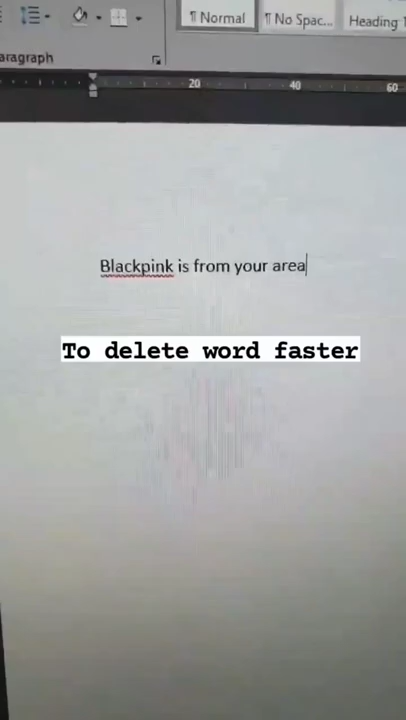 ¶ Normal
¶ No Spac...
Heading 1
aragraph
20
40
60
Blackpink is from your area
To delete word faster